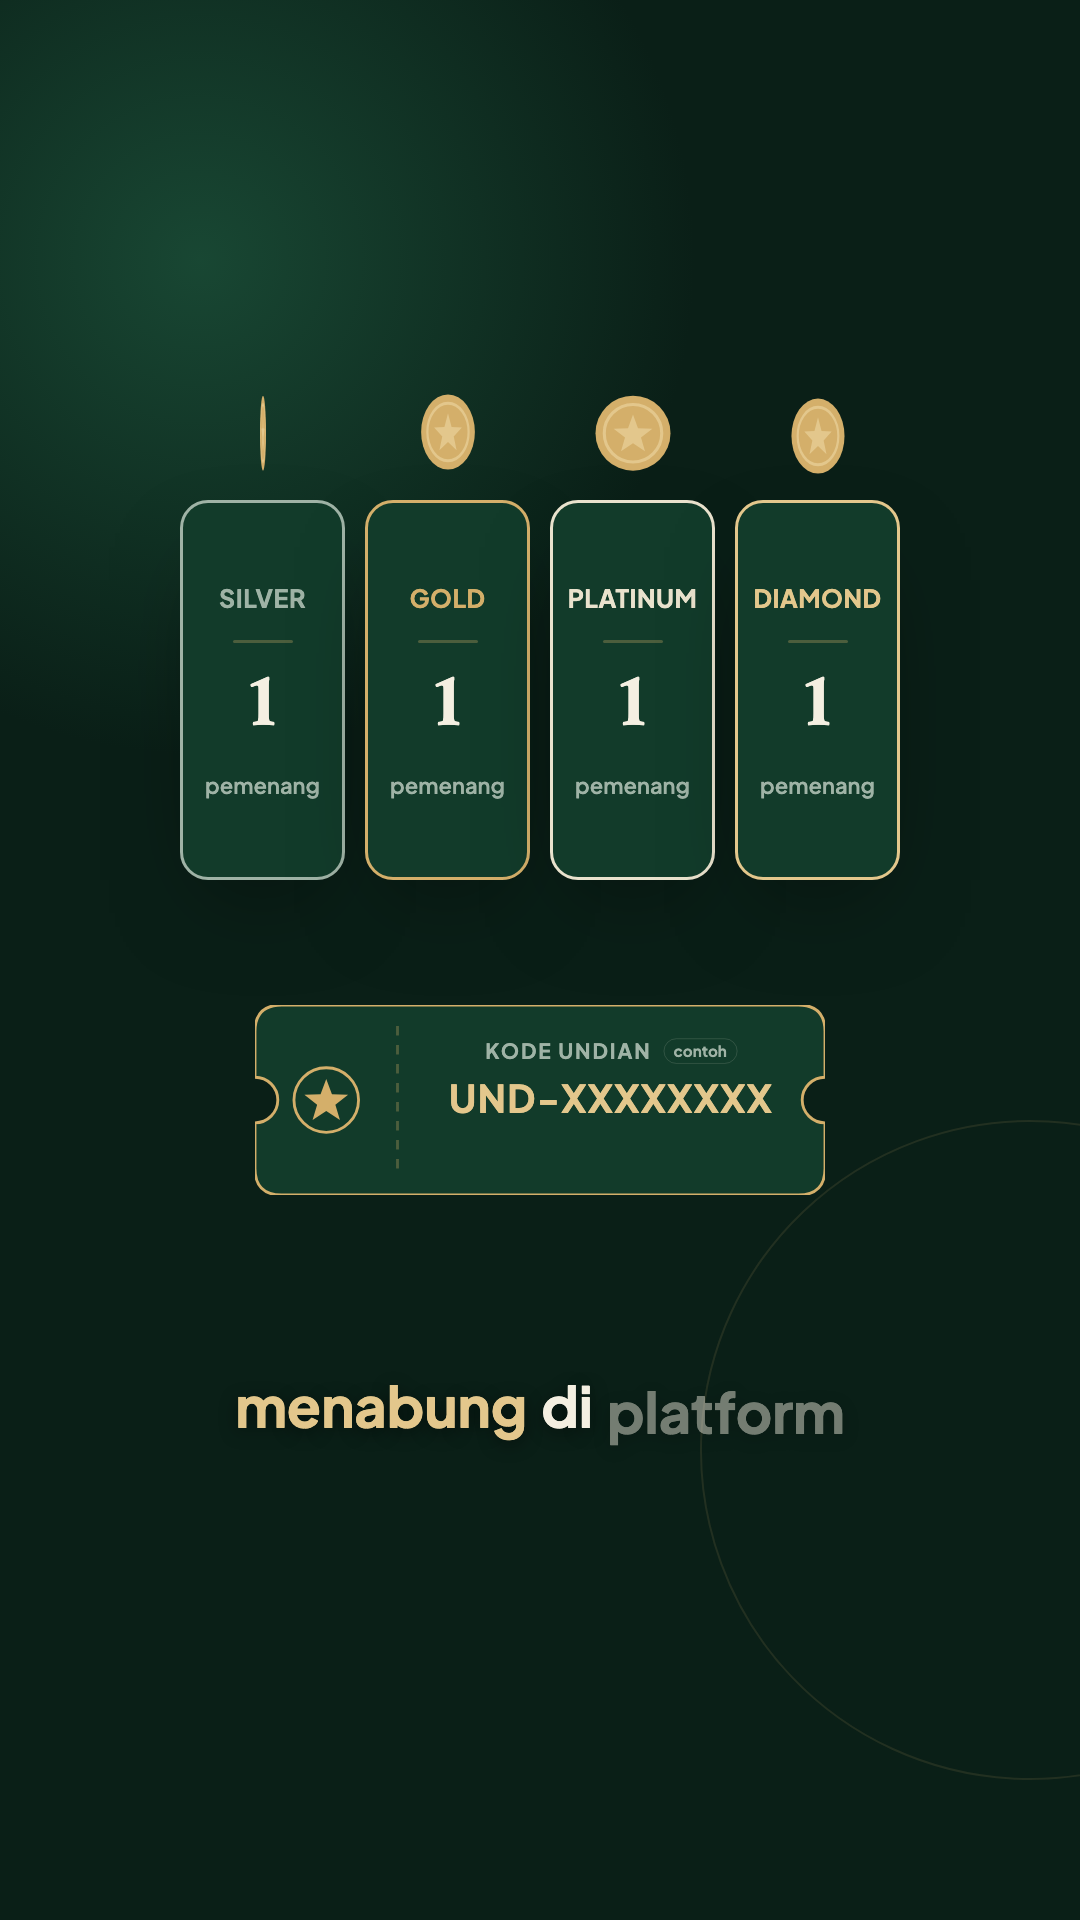 SILVER GOLD PLATINUM DIAMOND
1 1 1 1
pemenang pemenang pemenang pemenang
KODE UNDIAN contoh
UND-XXXXXXXX
menabung di platform